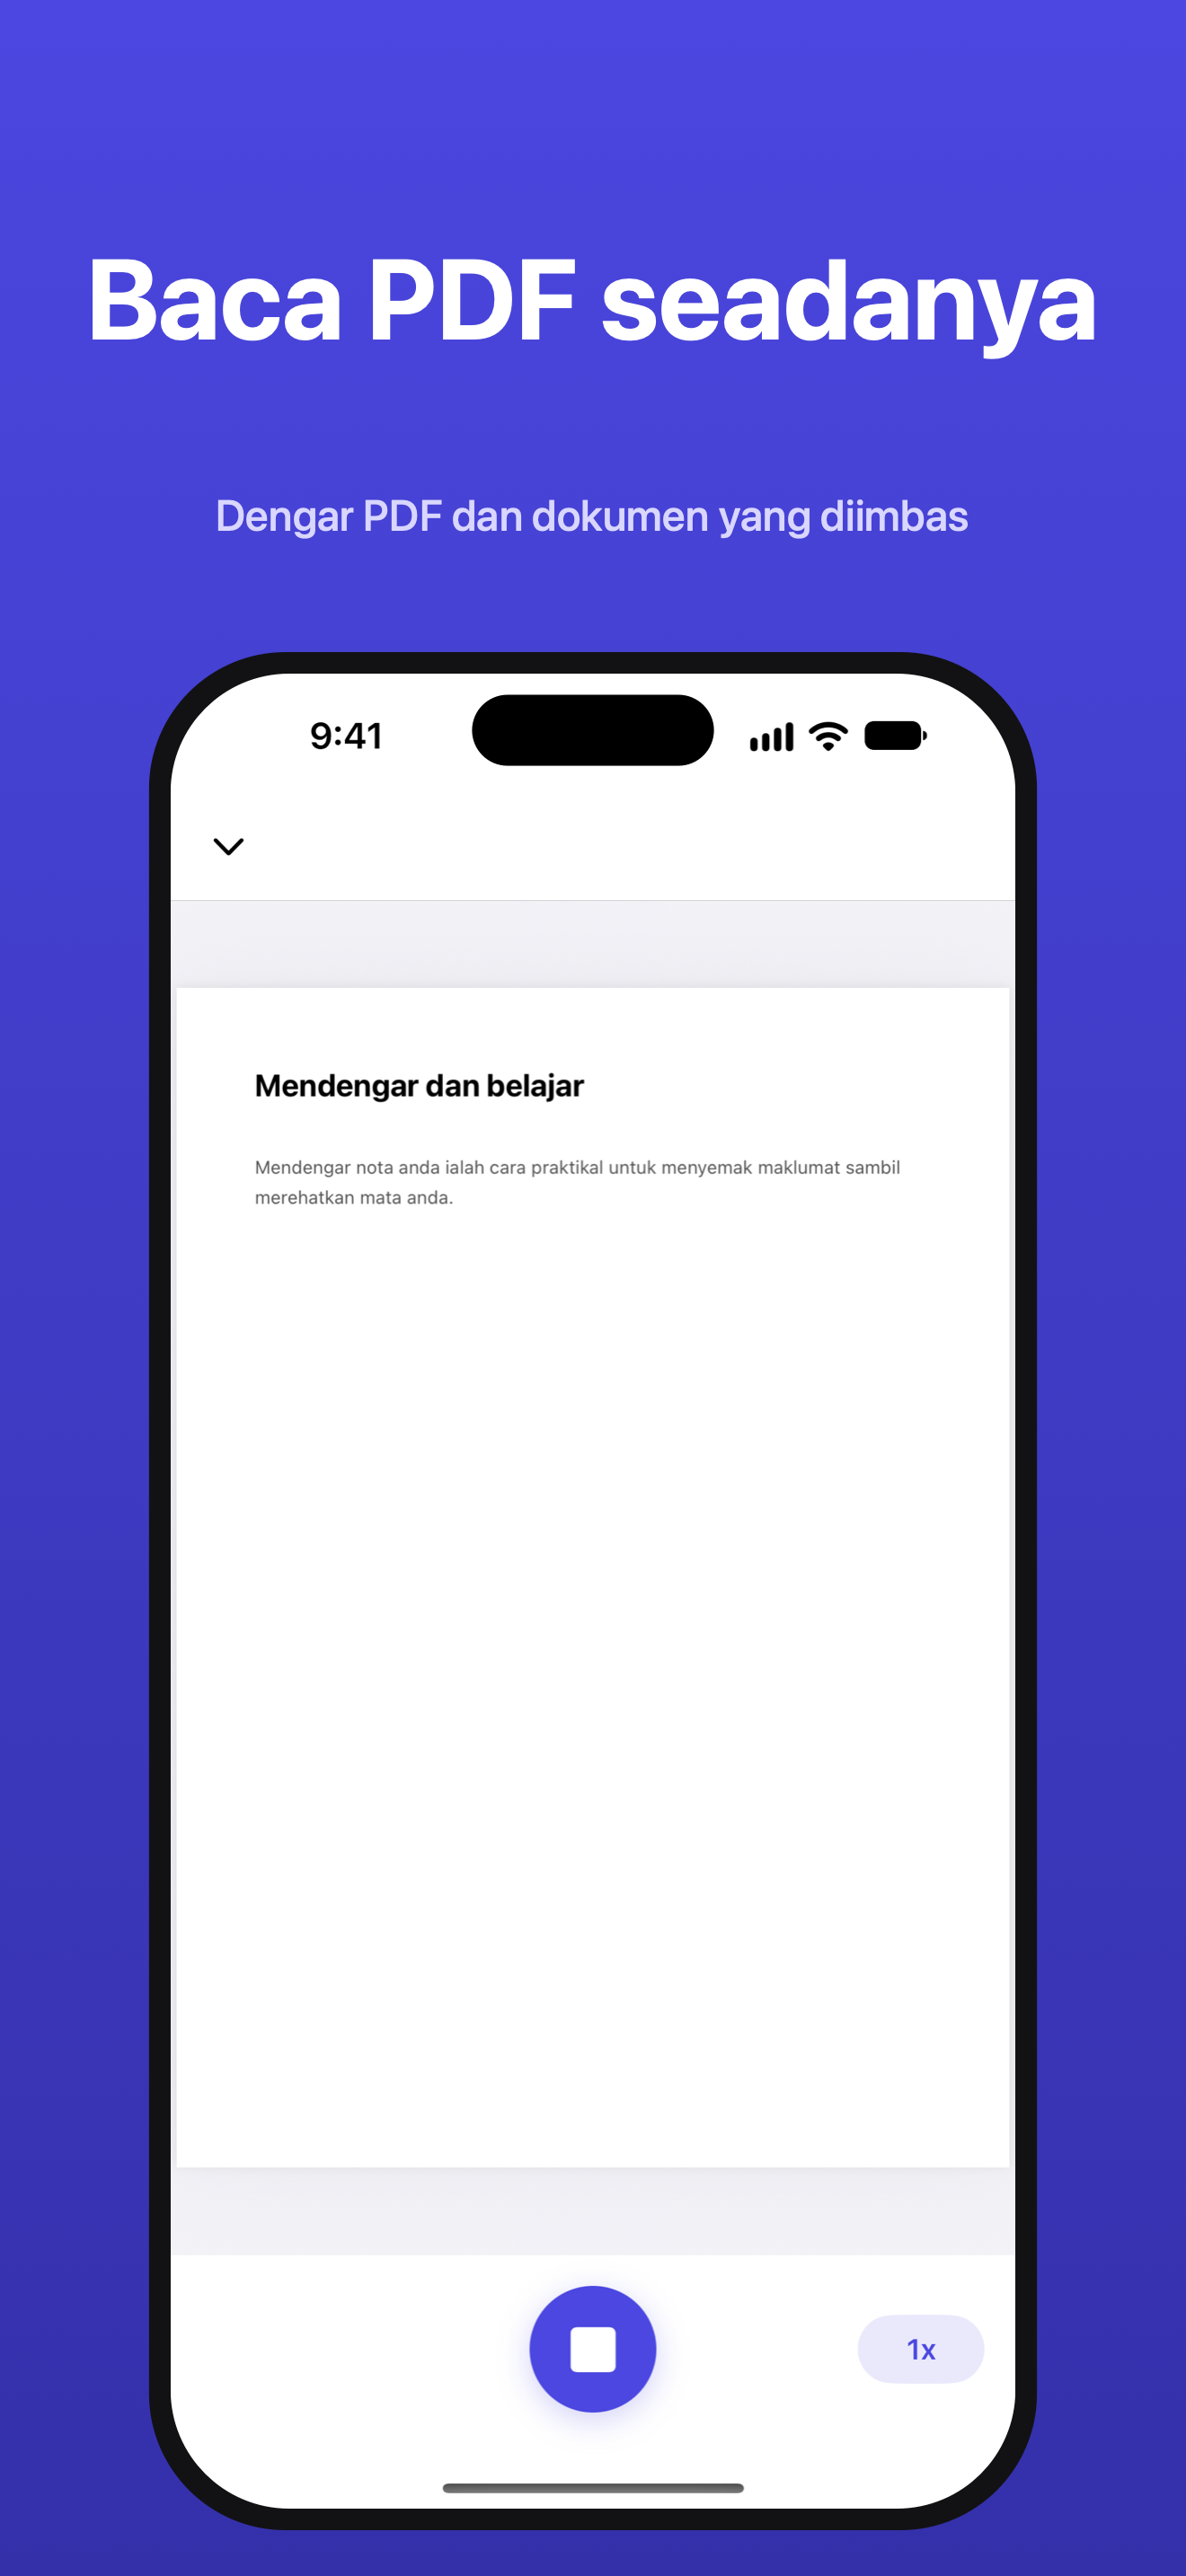 Baca PDF seadanya
Dengar PDF dan dokumen yang diimbas
9:41
Mendengar dan belajar
Mendengar nota anda ialah cara praktikal untuk menyemak maklumat sambil
merehatkan mata anda.
1x